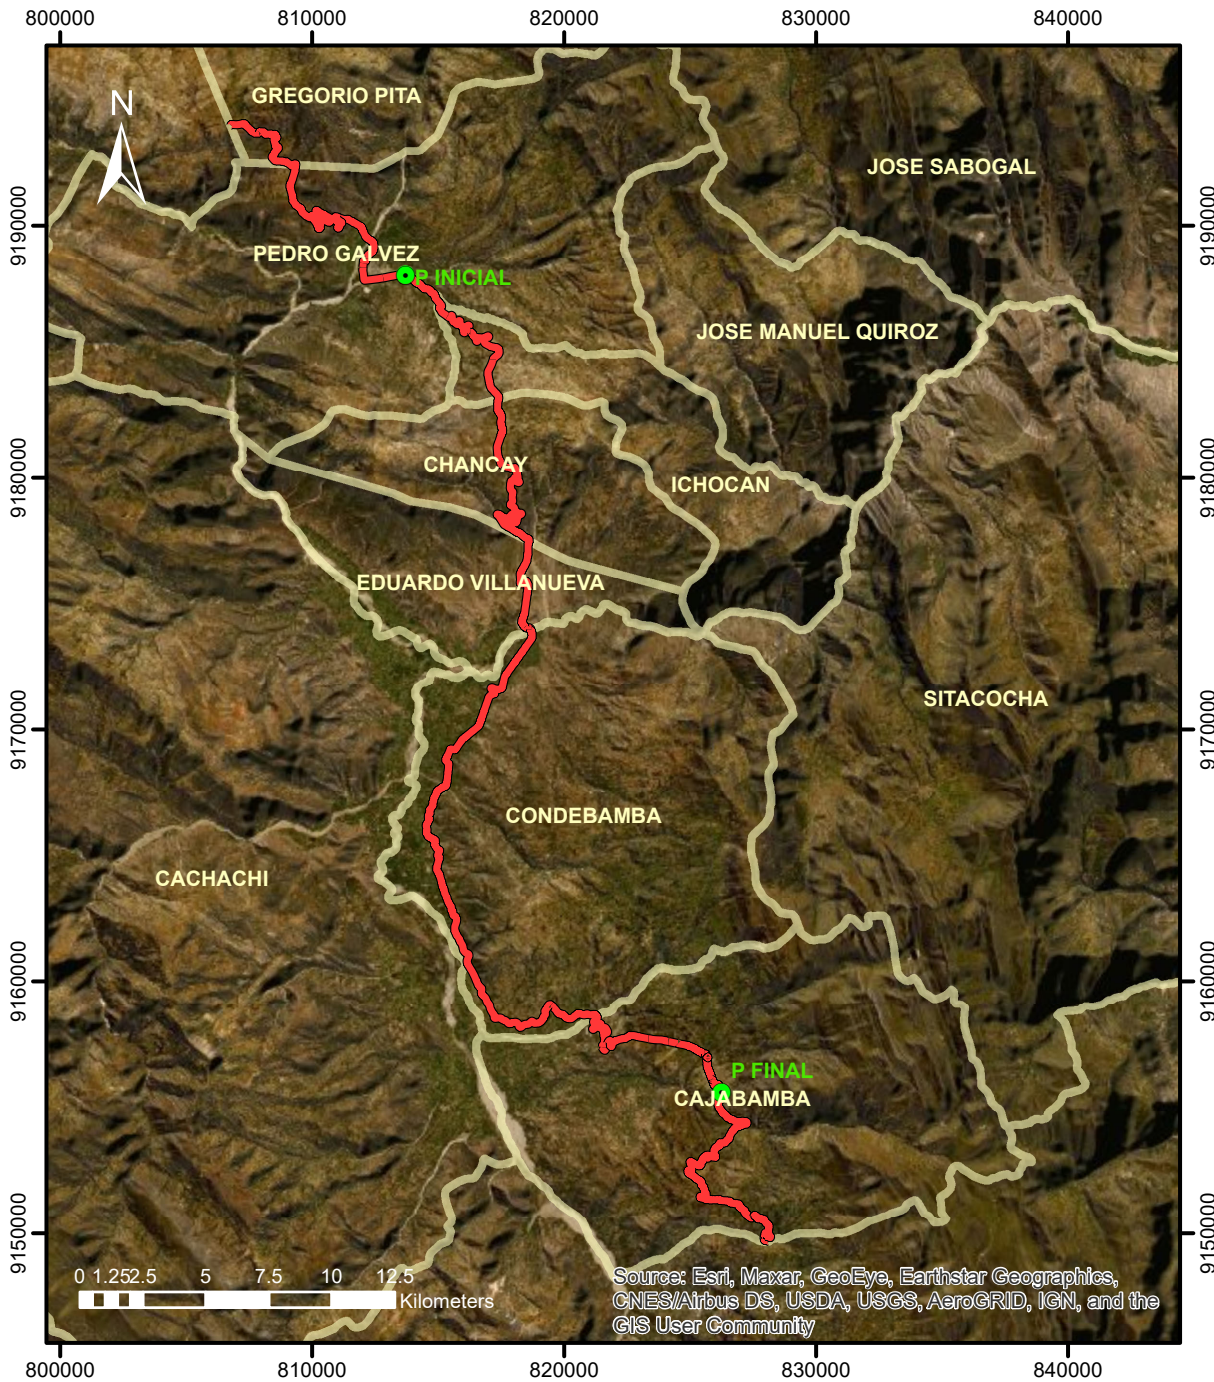 800000 810000 820000 830000 840000
N
GREGORIO PITA
JOSE SABOGAL
9190000 9190000
PEDRO GALVEZ
P INICIAL
JOSE MANUEL QUIROZ
CHANCAY
9180000 9180000
ICHOCAN
EDUARDO VILLANUEVA
SITACOCHA
9170000 9170000
CONDEBAMBA
CACHACHI
9160000 9160000
P FINAL
CAJABAMBA
9150000 9150000
0 1.25 2.5 5 7.5 10 12.5
Kilometers
Source: Esri, Maxar, GeoEye, Earthstar Geographics,
CNES/Airbus DS, USDA, USGS, AeroGRID, IGN, and the
GIS User Community
800000 810000 820000 830000 840000